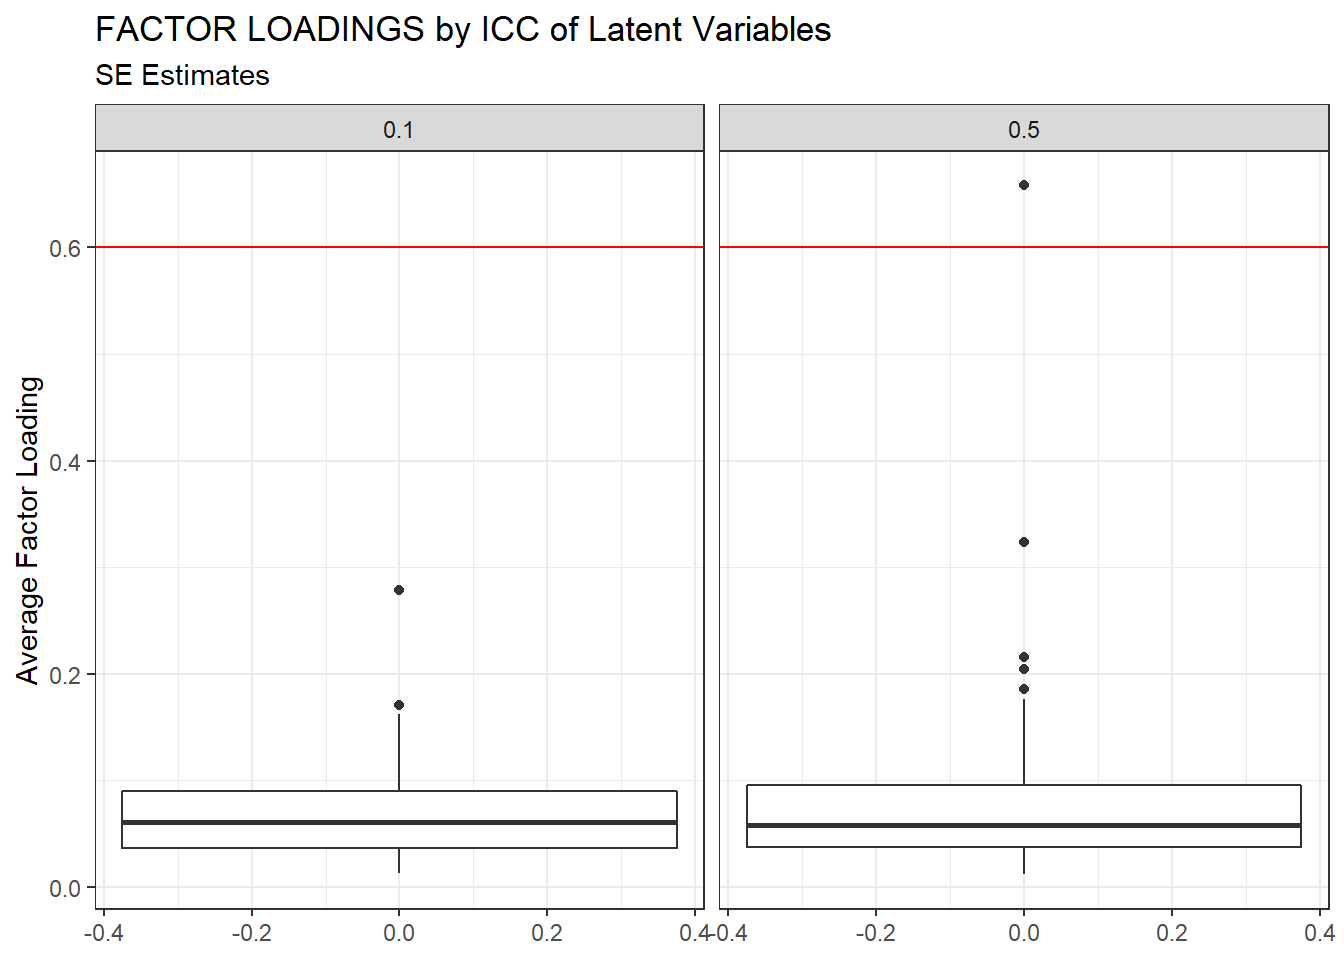 FACTOR LOADINGS by ICC of Latent Variables
SE Estimates
0.1 0.5
Average Factor Loading
0.6
0.4
0.2
0.0
-0.4 -0.2 0.0 0.2 0.4 -0.4 -0.2 0.0 0.2 0.4